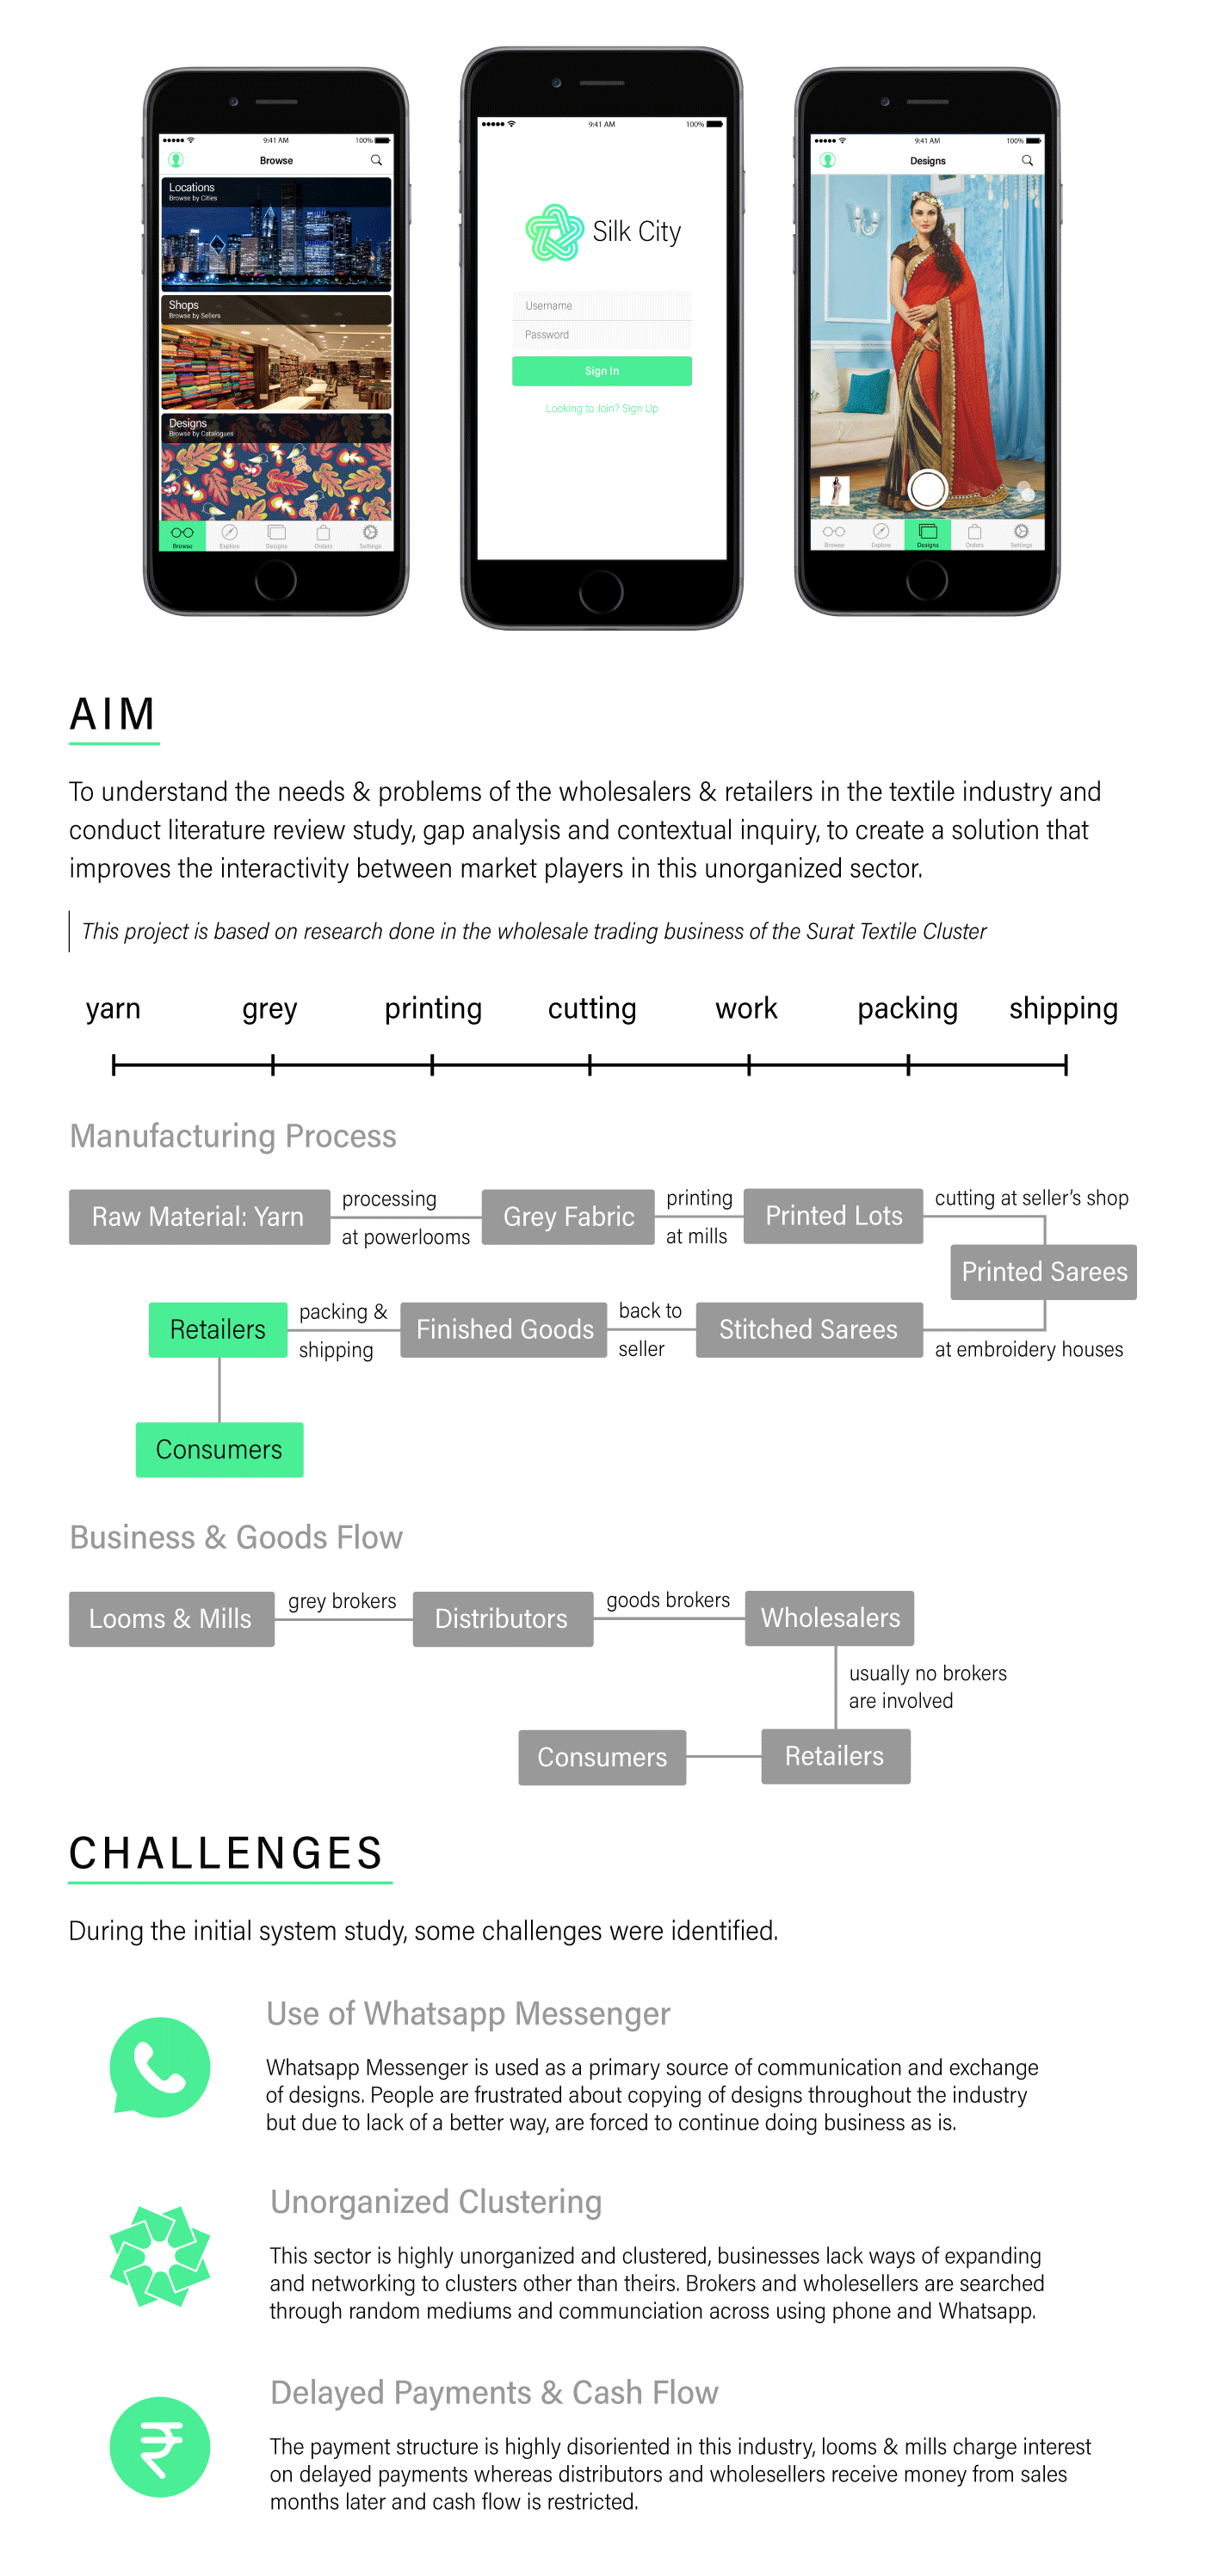 9:41 AM
100%
Browse
Locations
Browse by Cities
Shops
Browse by Sellers
Designs
Browse by Catalogues
Browse
Explore
Designs
Orders
Settings
9:41 AM
100%
Silk City
Username
Password
Sign In
Looking to Join? Sign Up
9:41 AM
100%
Designs
Browse
Explore
Designs
Orders
Settings
AIM
To understand the needs & problems of the wholesalers & retailers in the textile industry and
conduct literature review study, gap analysis and contextual inquiry, to create a solution that
improves the interactivity between market players in this unorganized sector.
This project is based on research done in the wholesale trading business of the Surat Textile Cluster
yarn grey printing cutting work packing shipping
Manufacturing Process
Raw Material: Yarn
processing
at powerlooms
Grey Fabric
printing
at mills
Printed Lots
cutting at seller's shop
Printed Sarees
at embroidery houses
Stitched Sarees
back to
seller
Finished Goods
packing &
shipping
Retailers
Consumers
Business & Goods Flow
Looms & Mills
grey brokers
Distributors
goods brokers
Wholesalers
usually no brokers
are involved
Retailers
Consumers
CHALLENGES
During the initial system study, some challenges were identified.
Use of Whatsapp Messenger
Whatsapp Messenger is used as a primary source of communication and exchange
of designs. People are frustrated about copying of designs throughout the industry
but due to lack of a better way, are forced to continue doing business as is.
Unorganized Clustering
This sector is highly unorganized and clustered, businesses lack ways of expanding
and networking to clusters other than theirs. Brokers and wholesellers are searched
through random mediums and communciation across using phone and Whatsapp.
₹
Delayed Payments & Cash Flow
The payment structure is highly disoriented in this industry, looms & mills charge interest
on delayed payments whereas distributors and wholesellers receive money from sales
months later and cash flow is restricted.